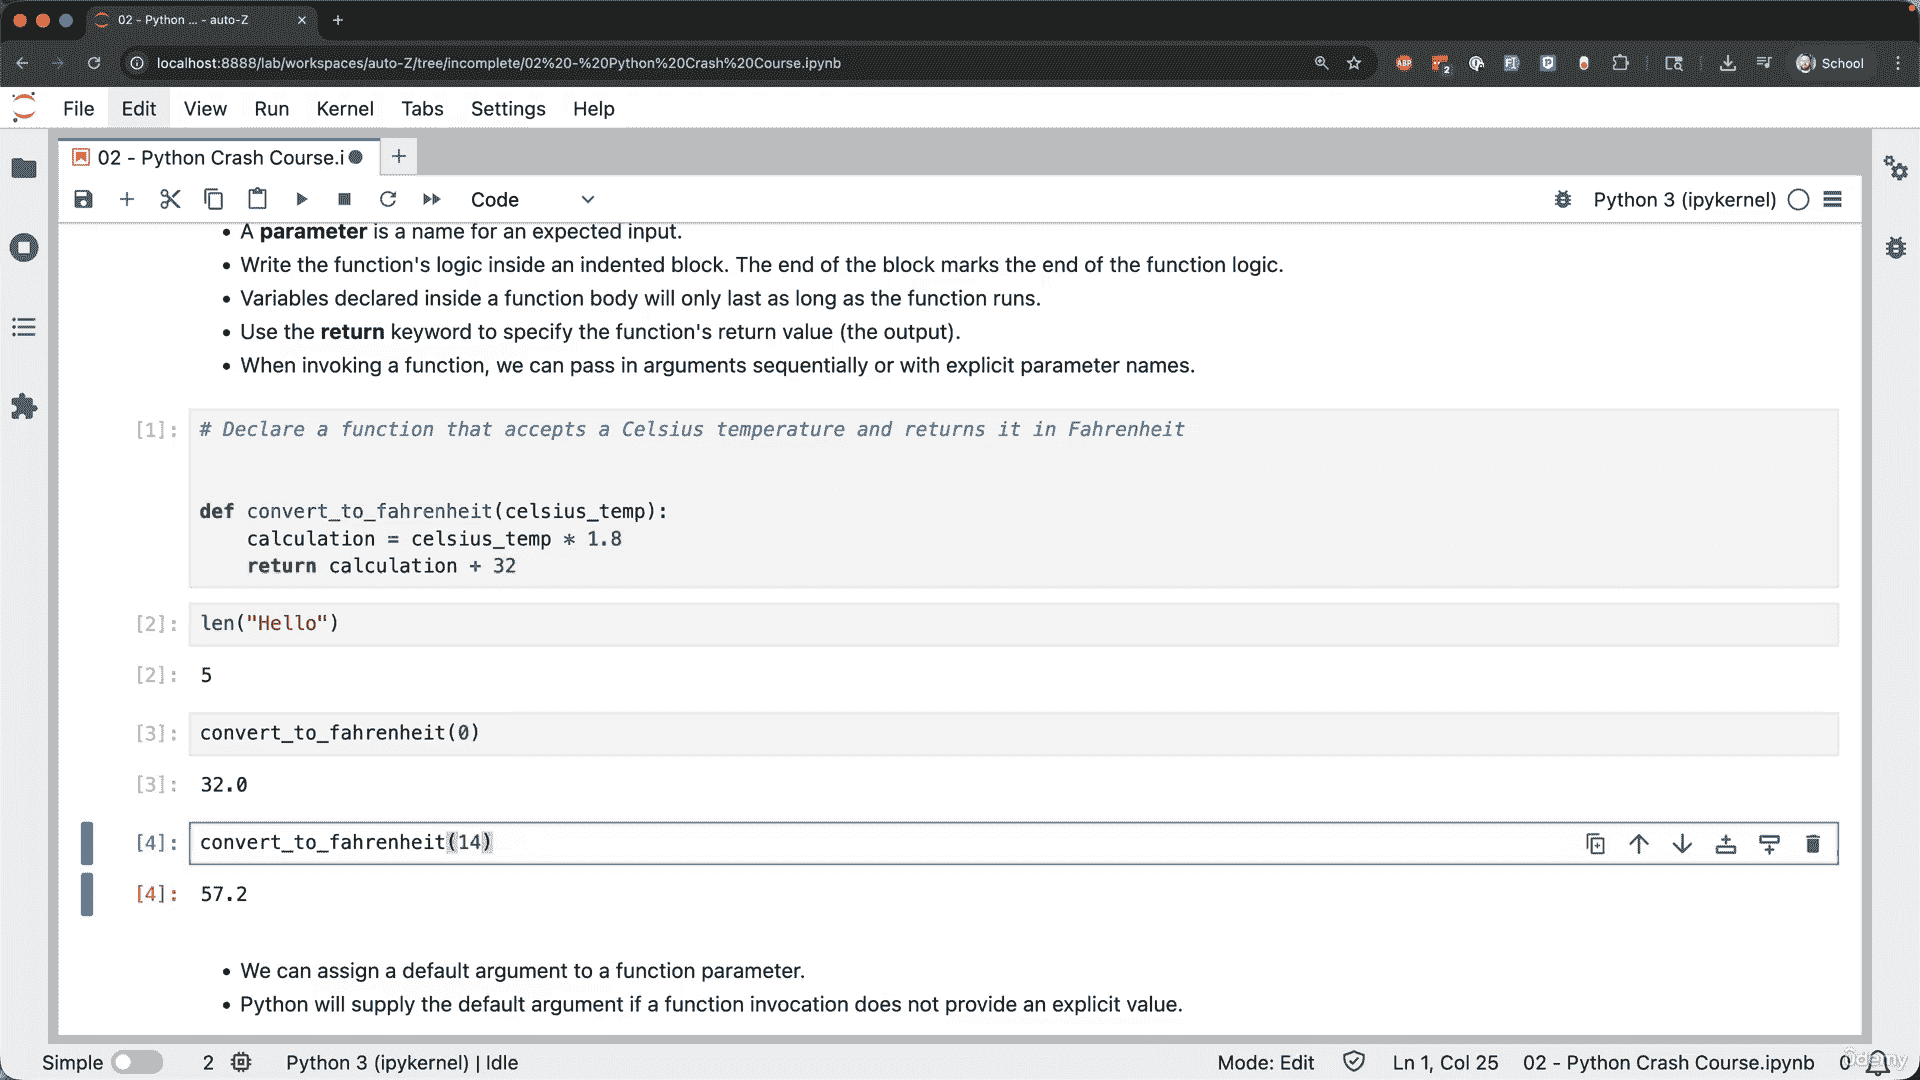 02 - Python ... - auto-Z
localhost:8888/lab/workspaces/auto-Z/tree/incomplete/02%20-%20Python%20Crash%20Course.ipynb
ABP
2
School
File Edit View Run Kernel Tabs Settings Help
02 - Python Crash Course.i
Code
Python 3 (ipykernel)
• A parameter is a name for an expected input.
• Write the function's logic inside an indented block. The end of the block marks the end of the function logic.
• Variables declared inside a function body will only last as long as the function runs.
• Use the return keyword to specify the function's return value (the output).
• When invoking a function, we can pass in arguments sequentially or with explicit parameter names.
[1]: # Declare a function that accepts a Celsius temperature and returns it in Fahrenheit
def convert_to_fahrenheit(celsius_temp):
calculation = celsius_temp * 1.8
return calculation + 32
[2]: len("Hello")
[2]: 5
[3]: convert_to_fahrenheit(0)
[3]: 32.0
[4]: convert_to_fahrenheit(14)
[4]: 57.2
• We can assign a default argument to a function parameter.
• Python will supply the default argument if a function invocation does not provide an explicit value.
Simple 2 Python 3 (ipykernel) | Idle Mode: Edit Ln 1, Col 25 02 - Python Crash Course.ipynb 0
udemy